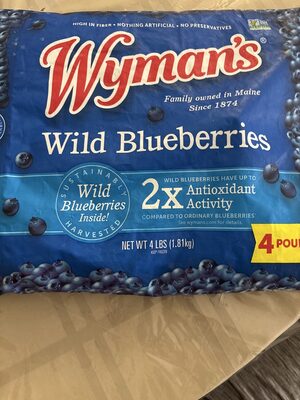 HIGH IN FIBER • NOTHING ARTIFICIAL • NO PRESERVATIVES
Wyman's®
Family owned in Maine
Since 1874
Wild Blueberries
SUSTAINABLY
Wild
Blueberries
Inside!
HARVESTED
WILD BLUEBERRIES HAVE UP TO
2x Antioxidant
Activity
COMPARED TO ORDINARY BLUEBERRIES*
NET WT 4 LBS (1.81kg)
KEEP FROZEN
4 POU